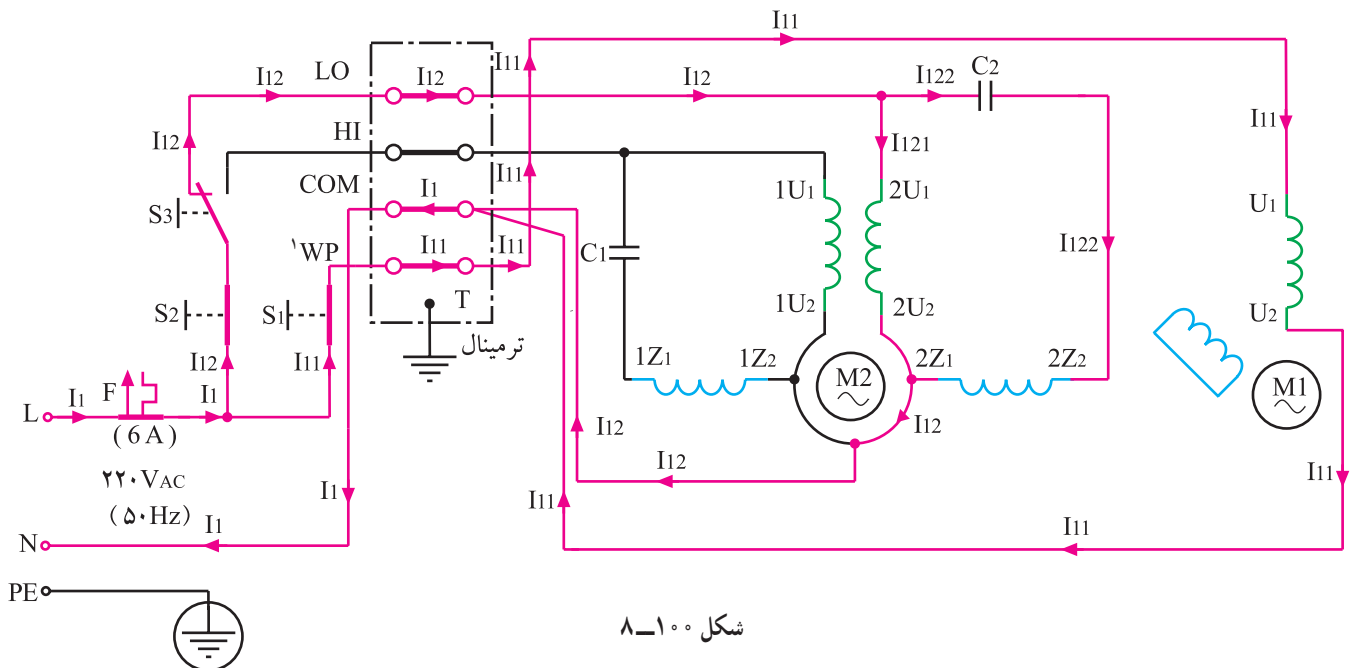 I11
I12 LO I12 I12 I122 C2
I11
I12 HI I121 I11
COM I1 I11 1U1 2U1 U1
S3 I122
۱WP I11 I11 C1
S2 S1 T 1U2 2U2 U2
ترمینال
I12 I11 1Z1 1Z2 M2 2Z1 2Z2 M1
L I1 F I1 I12 I12
(6A)
۲۲۰VAC I12 I11
(۵۰Hz) I1 I11 I11
N I1
PE
شکل ۱۰۰ــ۸